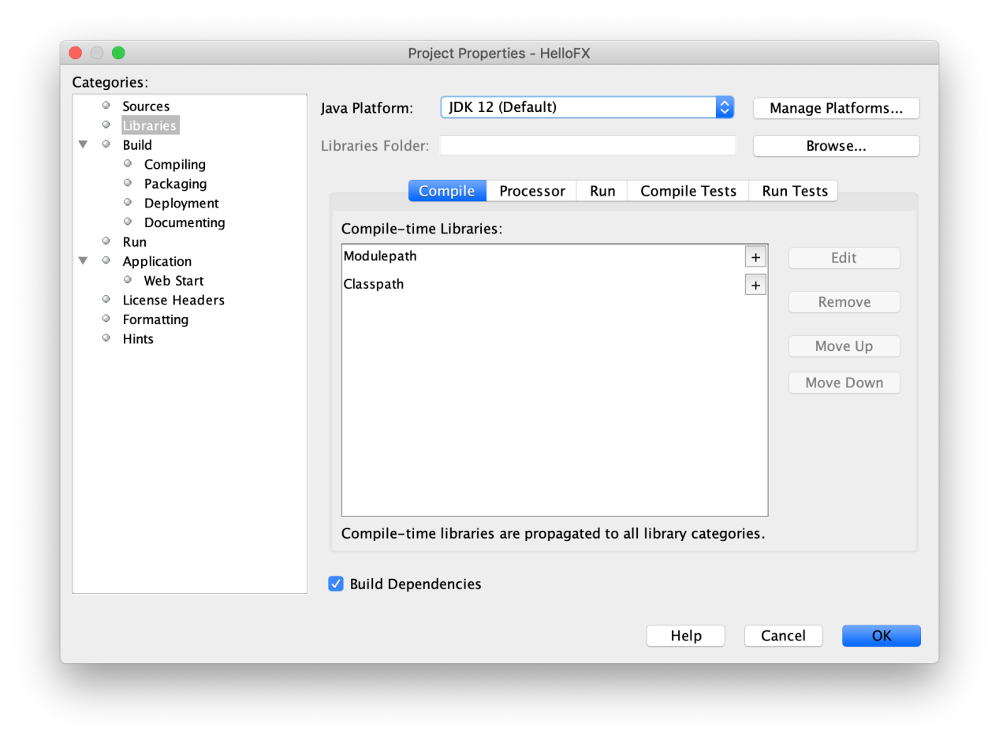 Project Properties - HelloFX
Categories:
Sources
Libraries
Build
Compiling
Packaging
Deployment
Documenting
Run
Application
Web Start
License Headers
Formatting
Hints
Java Platform: JDK 12 (Default) Manage Platforms...
Libraries Folder: Browse...
Compile Processor Run Compile Tests Run Tests
Compile-time Libraries:
Modulepath +
Classpath +
Edit
Remove
Move Up
Move Down
Compile-time libraries are propagated to all library categories.
Build Dependencies
Help Cancel OK